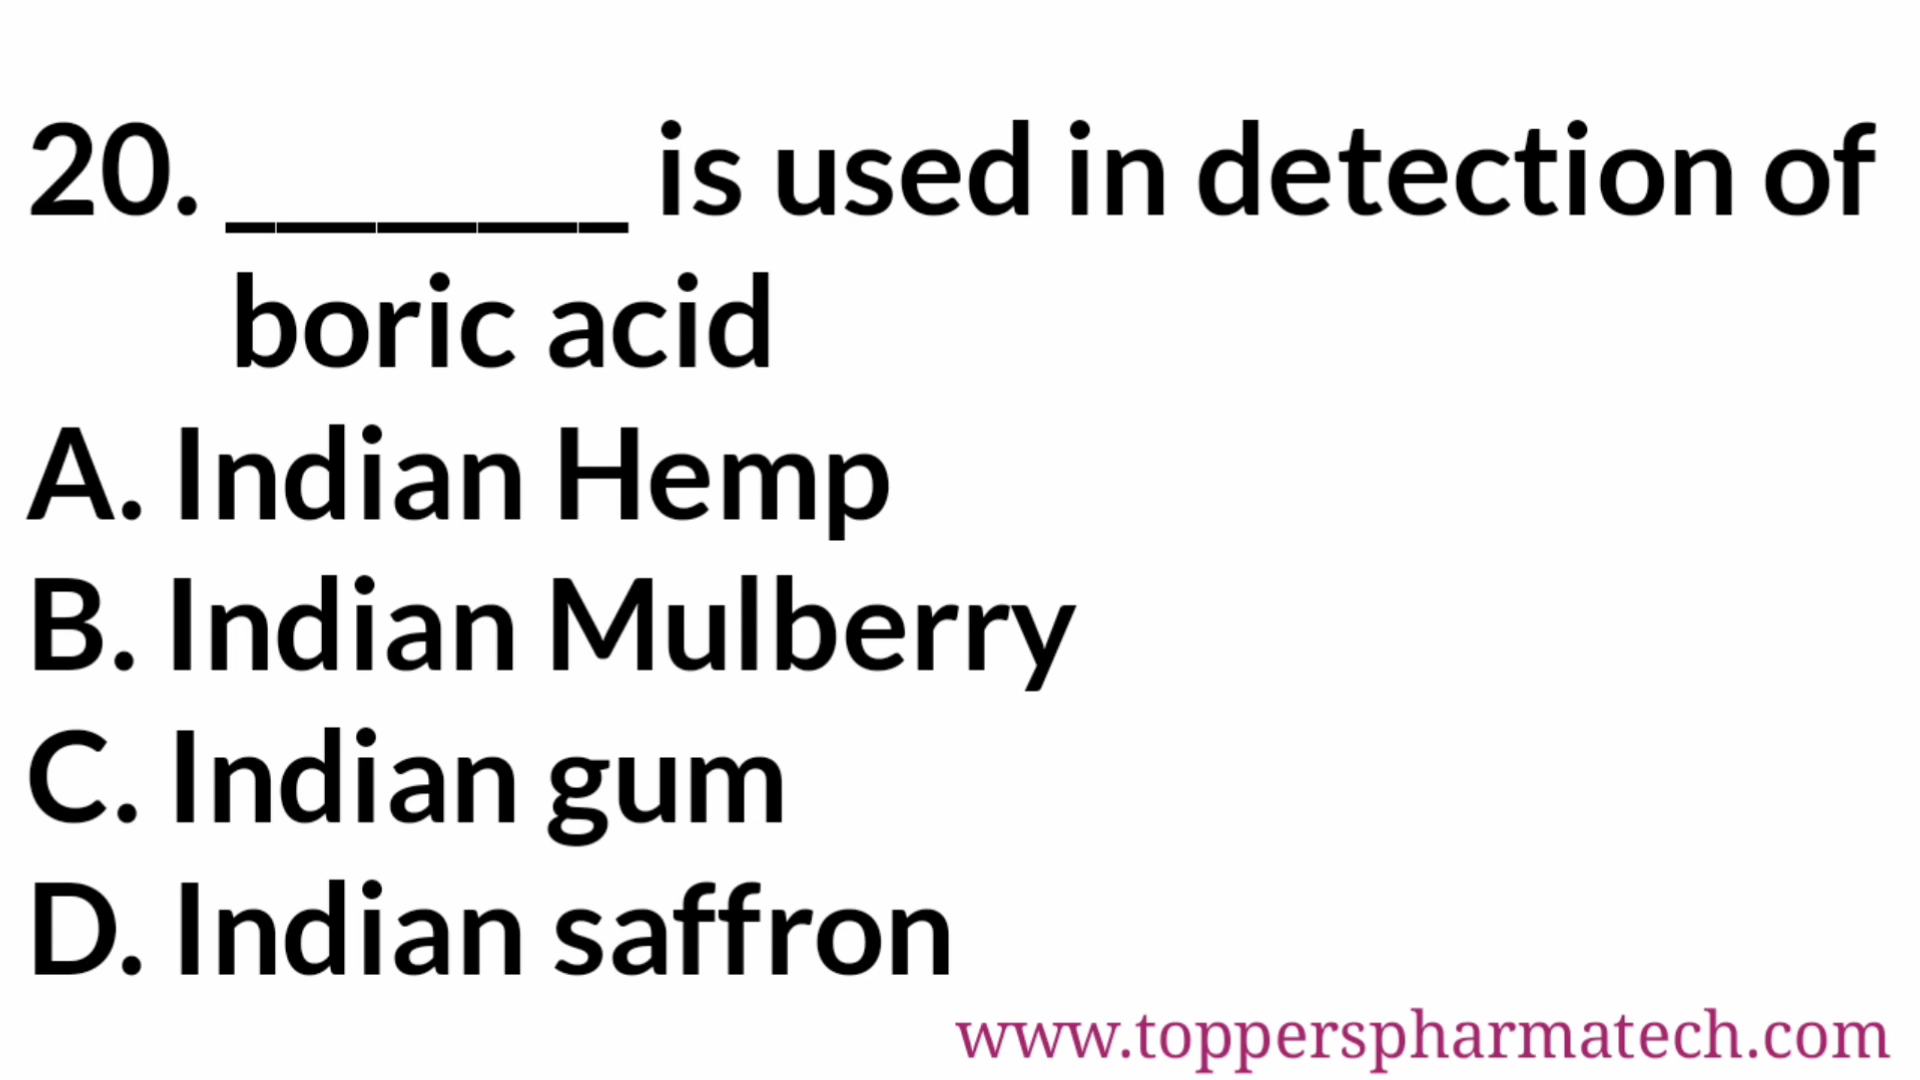 20. ________ is used in detection of
boric acid
A. Indian Hemp
B. Indian Mulberry
C. Indian gum
D. Indian saffron
www.topperspharmatech.com